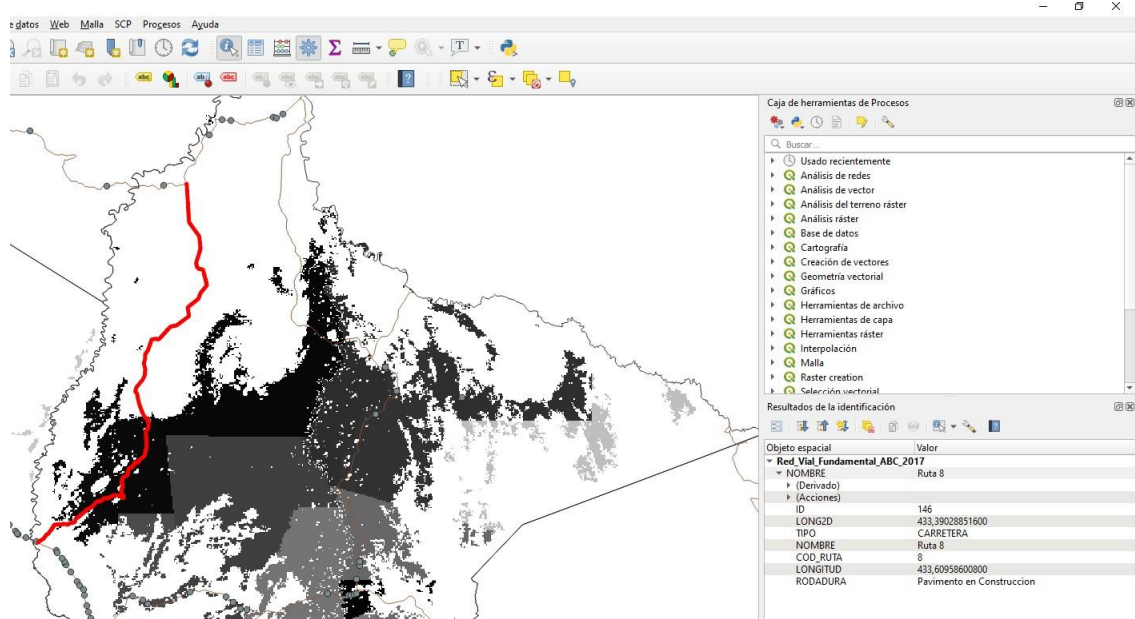 e datos Web Malla SCP Procesos Ayuda
Σ T
abc ab abc ?
Caja de herramientas de Procesos
Buscar...
Usado recientemente
Análisis de redes
Análisis de vector
Análisis del terreno ráster
Análisis ráster
Base de datos
Cartografía
Creación de vectores
Geometría vectorial
Gráficos
Herramientas de archivo
Herramientas de capa
Herramientas ráster
Interpolación
Malla
Raster creation
Selección vectorial
Resultados de la identificación
Objeto espacial Valor
Red_Vial_Fundamental_ABC_2017
NOMBRE Ruta 8
(Derivado)
(Acciones)
ID 146
LONG2D 433,39028851600
TIPO CARRETERA
NOMBRE Ruta 8
COD_RUTA 8
LONGITUD 433,60958600800
RODADURA Pavimento en Construccion